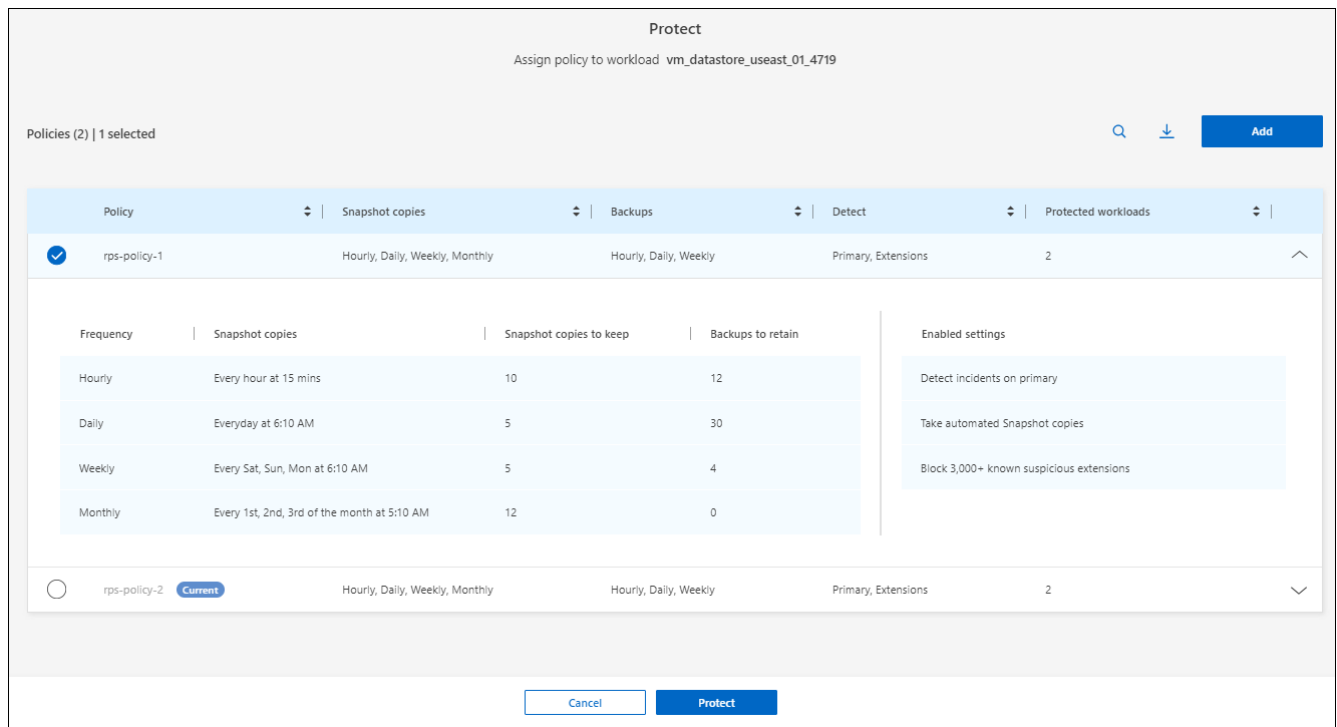 Protect
Assign policy to workload vm_datastore_useast_01_4719
Policies (2) | 1 selected
Add
Policy Snapshot copies Backups Detect Protected workloads
rps-policy-1 Hourly, Daily, Weekly, Monthly Hourly, Daily, Weekly Primary, Extensions 2
Frequency Snapshot copies Snapshot copies to keep Backups to retain Enabled settings
Hourly Every hour at 15 mins 10 12 Detect incidents on primary
Daily Everyday at 6:10 AM 5 30 Take automated Snapshot copies
Weekly Every Sat, Sun, Mon at 6:10 AM 5 4 Block 3,000+ known suspicious extensions
Monthly Every 1st, 2nd, 3rd of the month at 5:10 AM 12 0
rps-policy-2 Current Hourly, Daily, Weekly, Monthly Hourly, Daily, Weekly Primary, Extensions 2
Cancel Protect